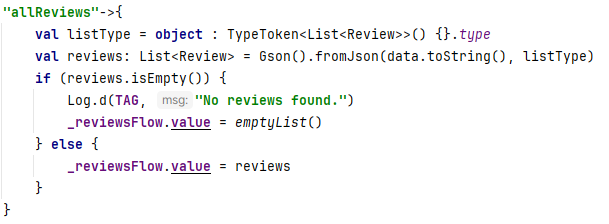 "allReviews"->{
    val listType = object : TypeToken<List<Review>>() {}.type
    val reviews: List<Review> = Gson().fromJson(data.toString(), listType)
    if (reviews.isEmpty()) {
        Log.d(TAG, msg: "No reviews found.")
        _reviewsFlow.value = emptyList()
    } else {
        _reviewsFlow.value = reviews
    }
}